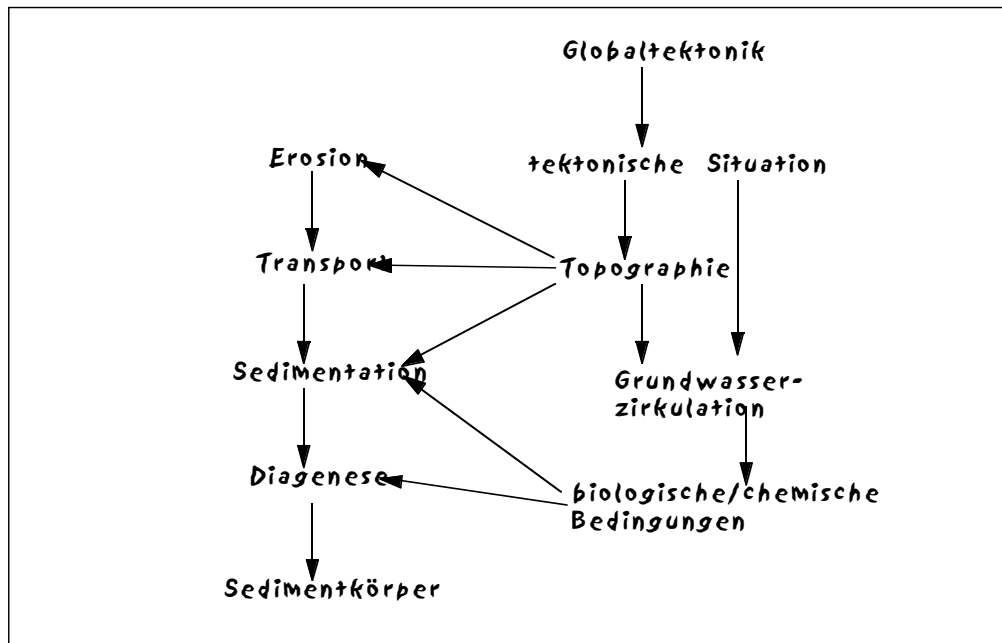 Globaltektonik
Erosion
tektonische Situation
Transport
Topographie
Sedimentation
Grundwasser-
zirkulation
Diagenese
biologische/chemische
Bedingungen
Sedimentkörper